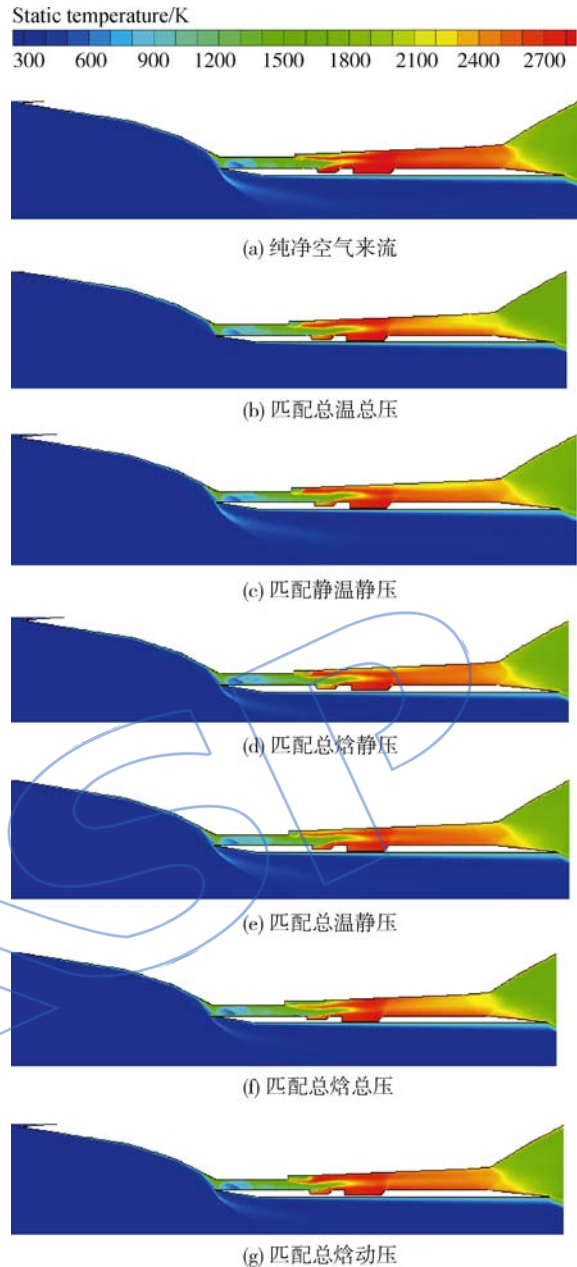 Static temperature/K
300 600 900 1200 1500 1800 2100 2400 2700
(a) 纯净空气来流
(b) 匹配总温总压
(c) 匹配静温静压
(d) 匹配总焓静压
(e) 匹配总温静压
(f) 匹配总焓总压
(g) 匹配总焓动压